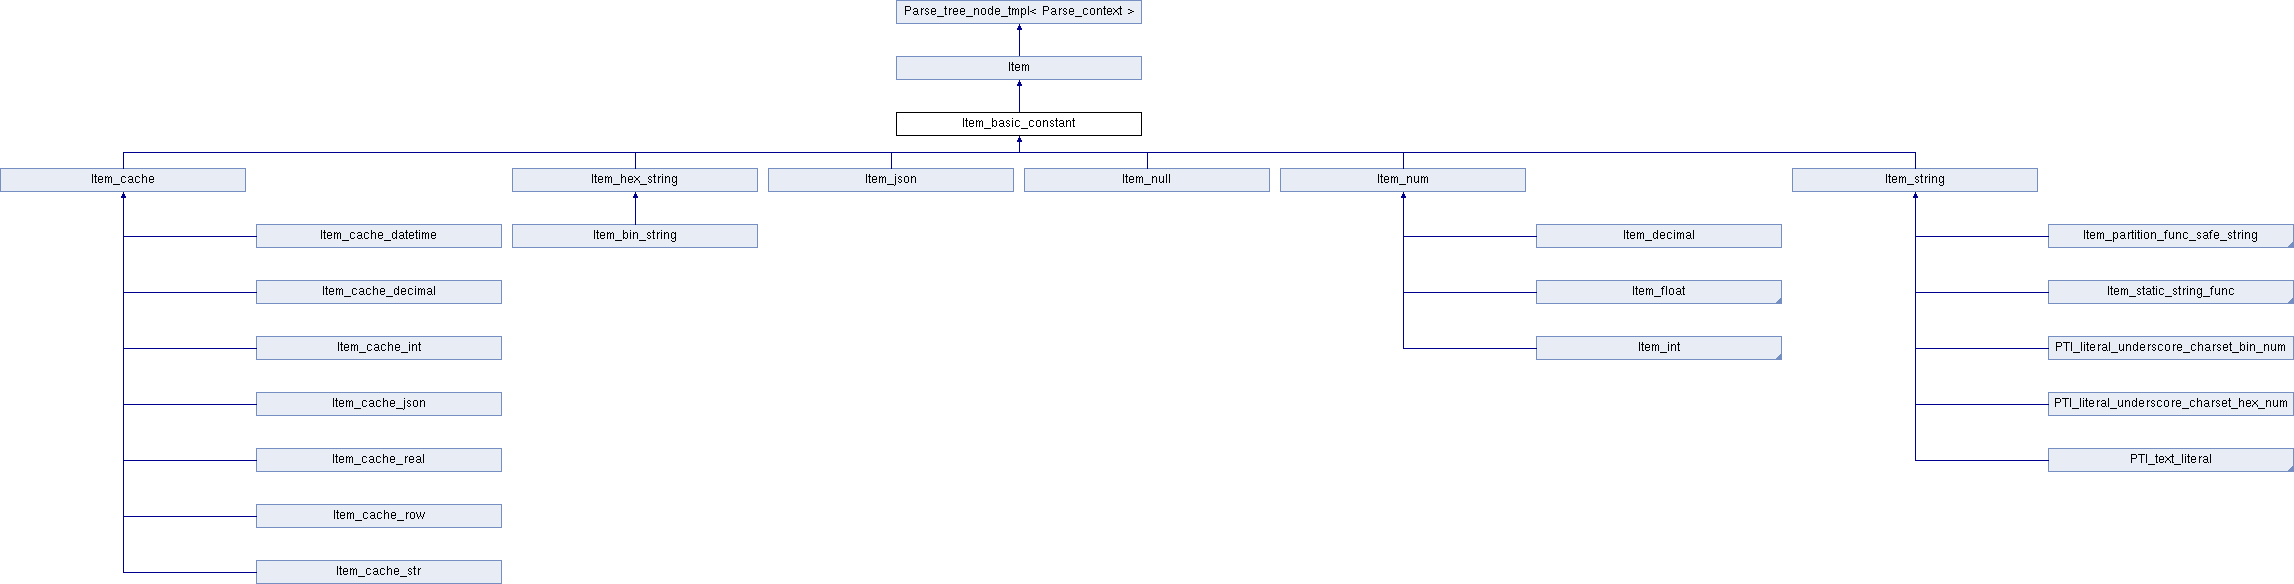 Parse_tree_node_tmpl< Parse_context >
Item
Item_basic_constant
Item_cache
Item_hex_string
Item_json
Item_null
Item_num
Item_string
Item_cache_datetime
Item_bin_string
Item_decimal
Item_partition_func_safe_string
Item_cache_decimal
Item_float
Item_static_string_func
Item_cache_int
Item_int
PTI_literal_underscore_charset_bin_num
Item_cache_json
PTI_literal_underscore_charset_hex_num
Item_cache_real
PTI_text_literal
Item_cache_row
Item_cache_str